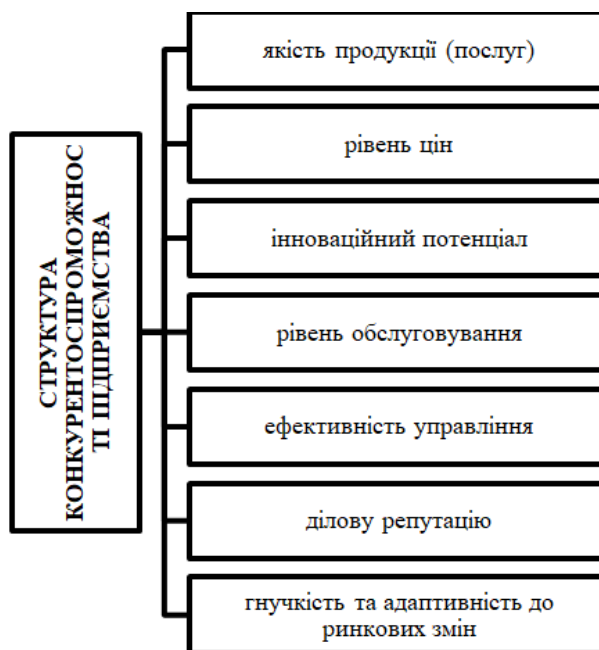 СТРУКТУРА
КОНКУРЕНТОСПРОМОЖНОС
ТІ ПІДПРИЄМСТВА
якість продукції (послуг)
рівень цін
інноваційний потенціал
рівень обслуговування
ефективність управління
ділову репутацію
гнучкість та адаптивність до
ринкових змін